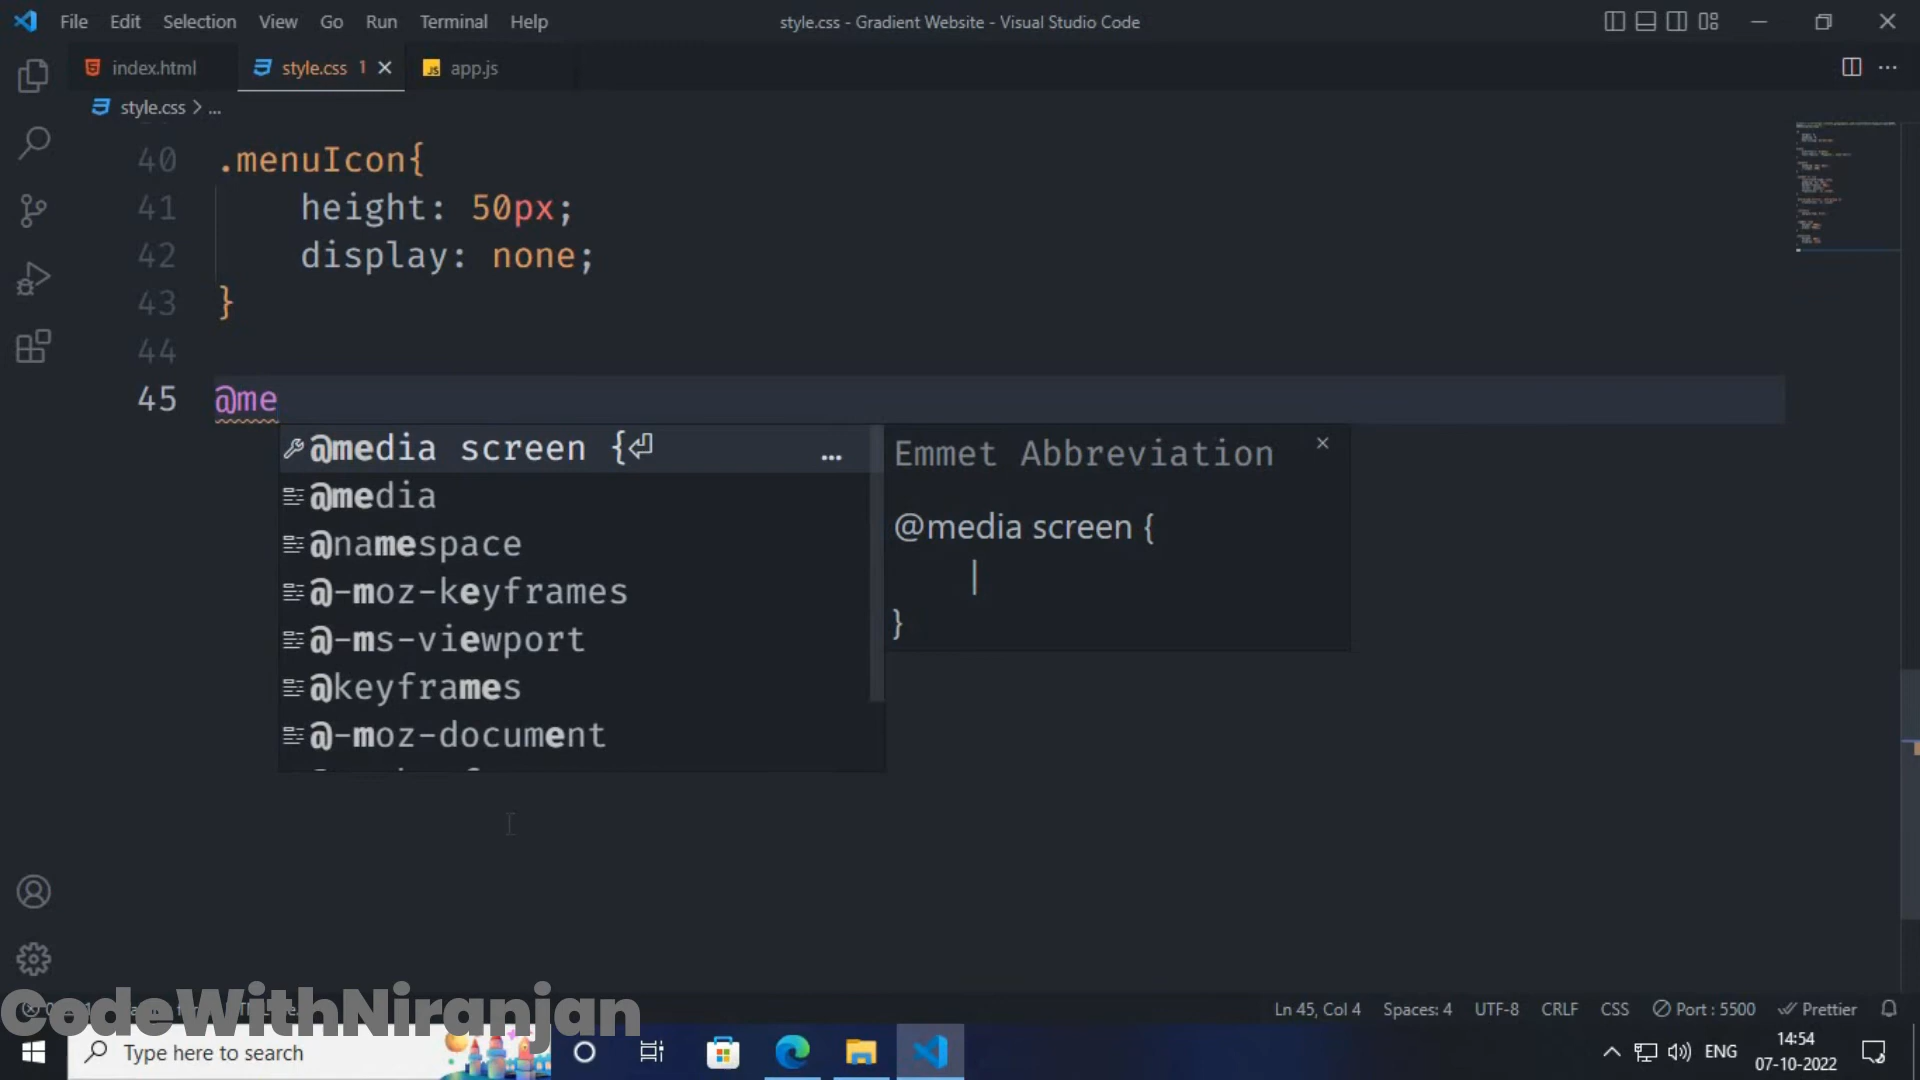 File Edit Selection View Go Run Terminal Help
style.css - Gradient Website - Visual Studio Code
index.html
style.css 1
JS app.js
style.css > ...
40 .menuIcon{
41 height: 50px;
42 display: none;
43 }
44
45 @me
@media screen {⏎ ...
@media
@namespace
@-moz-keyframes
@-ms-viewport
@keyframes
@-moz-document
Emmet Abbreviation
@media screen {
|
}
CodeWithNiranjan
Ln 45, Col 4 Spaces: 4 UTF-8 CRLF CSS Port : 5500 Prettier
Type here to search
ENG
14:54
07-10-2022